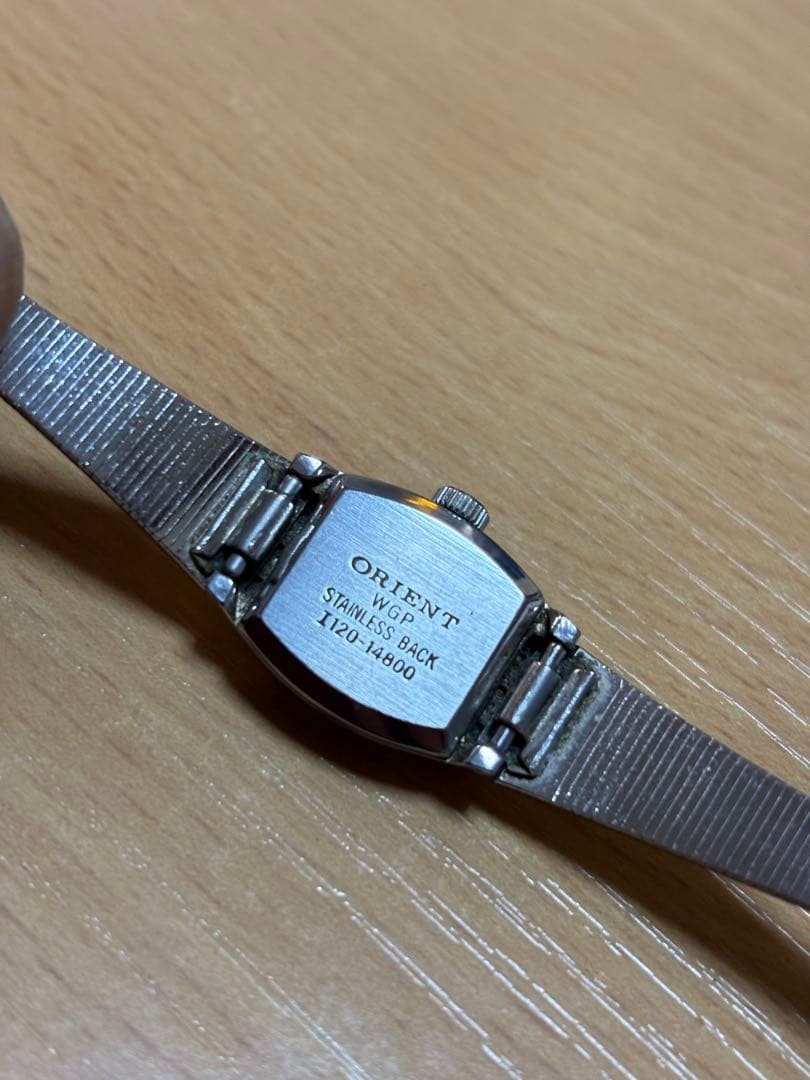 ORIENT
WGP
STAINLESS BACK
I120-14800